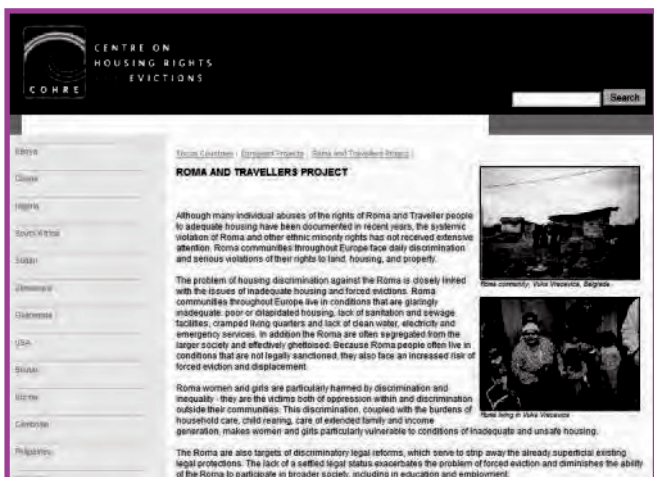 CENTRE ON
HOUSING RIGHTS
EVICTIONS
COHRE
Search
Kenya
Ghana
Nigeria
South Africa
Sudan
Zimbabwe
Guatemala
USA
Brazil
Burma
Cambodia
Philippines
Focus Countries | European Projects | Roma and Travellers Project |
ROMA AND TRAVELLERS PROJECT
Although many individual abuses of the rights of Roma and Traveller people
to adequate housing have been documented in recent years, the systemic
violation of Roma and other ethnic minority rights has not received extensive
attention. Roma communities throughout Europe face daily discrimination
and serious violations of their rights to land, housing, and property.
The problem of housing discrimination against the Roma is closely linked
with the issues of inadequate housing and forced evictions. Roma
communities throughout Europe live in conditions that are glaringly
inadequate: poor or dilapidated housing, lack of sanitation and sewage
facilities, cramped living quarters and lack of clean water, electricity and
emergency services. In addition the Roma are often segregated from the
larger society and effectively ghettoised. Because Roma people often live in
conditions that are not legally sanctioned, they also face an increased risk of
forced eviction and displacement.
Roma women and girls are particularly harmed by discrimination and
inequality - they are the victims both of oppression within and discrimination
outside their communities. This discrimination, coupled with the burdens of
household care, child rearing, care of extended family and income
generation, makes women and girls particularly vulnerable to conditions of inadequate and unsafe housing.
The Roma are also targets of discriminatory legal reforms, which serve to strip away the already superficial existing
legal protections. The lack of a settled legal status exacerbates the problem of forced eviction and diminishes the ability
of the Roma to participate in broader society, including in education and employment.
Roma community, Vuka Vrcevica, Belgrade
Roma living in Vuka Vrcevica